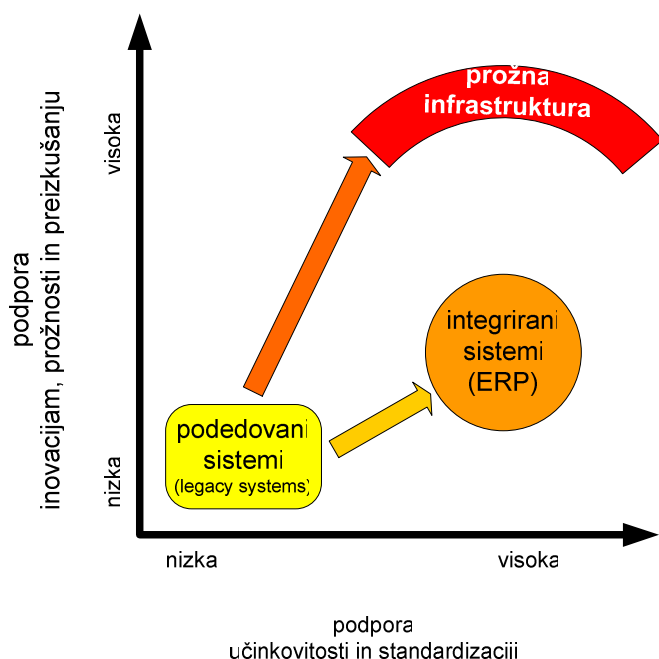 prožna
infrastruktura
visoka
podpora
inovacijam, prožnosti in preizkušanju
integrirani
sistemi
(ERP)
podedovani
sistemi
(legacy systems)
nizka
nizka
visoka
podpora
učinkovitosti in standardizaciji